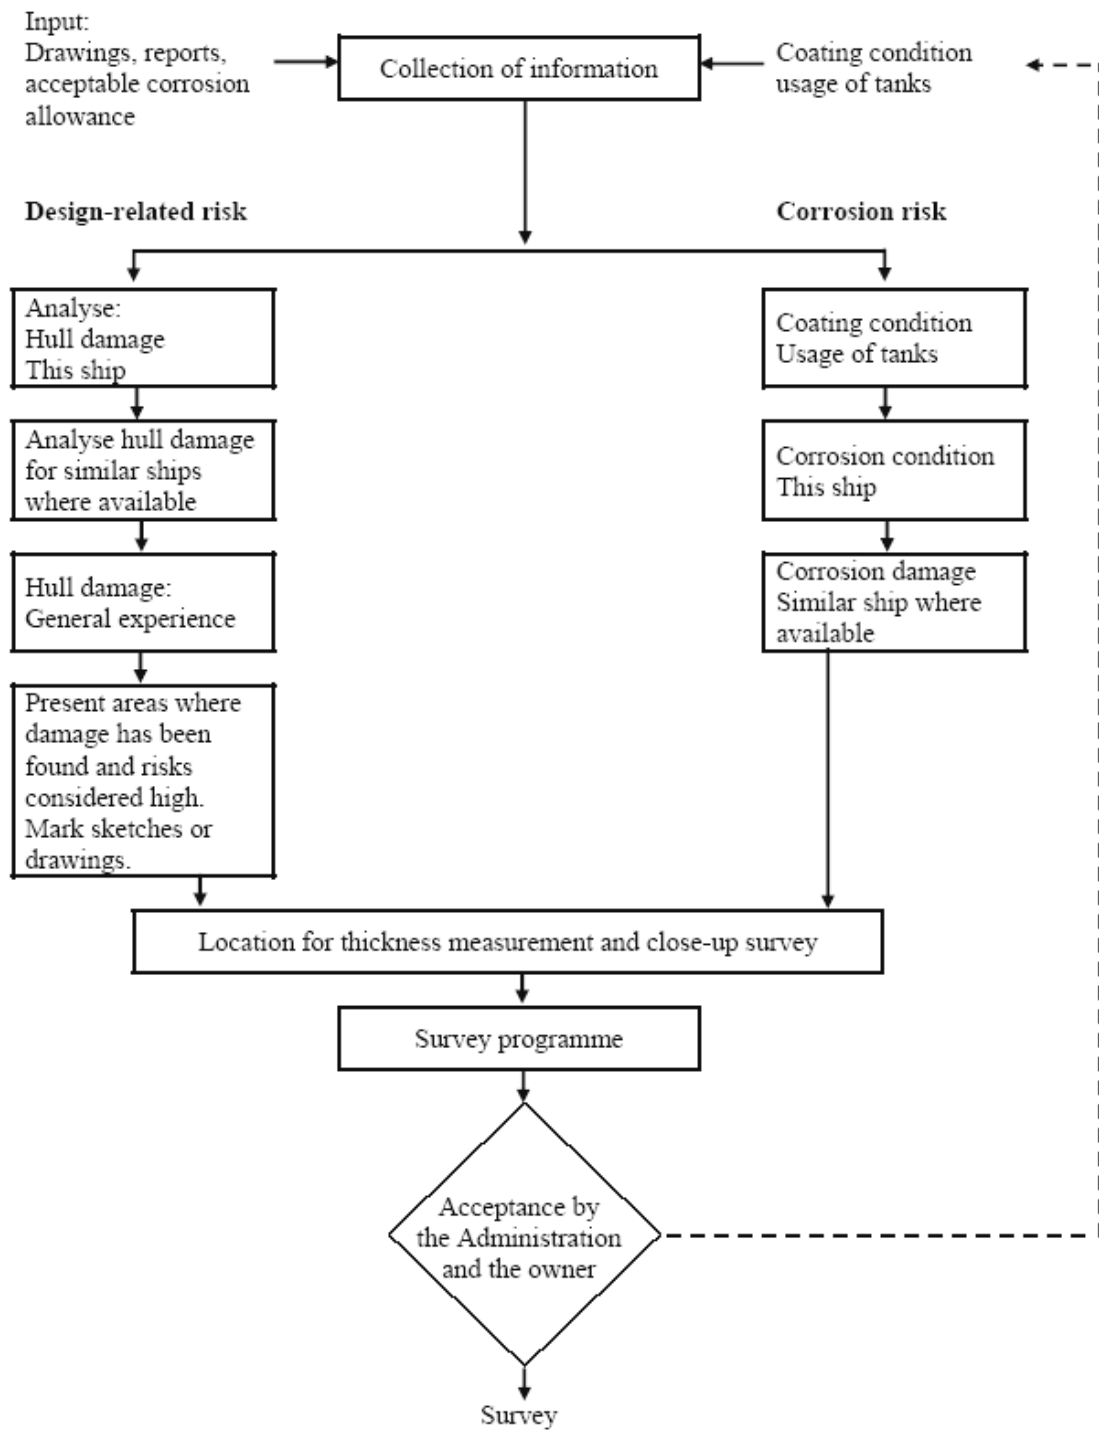 Input:
Drawings, reports,
acceptable corrosion
allowance
Collection of information
Coating condition
usage of tanks
Design-related risk
Corrosion risk
Analyse:
Hull damage
This ship
Analyse hull damage
for similar ships
where available
Hull damage:
General experience
Present areas where
damage has been
found and risks
considered high.
Mark sketches or
drawings.
Coating condition
Usage of tanks
Corrosion condition
This ship
Corrosion damage
Similar ship where
available
Location for thickness measurement and close-up survey
Survey programme
Acceptance by
the Administration
and the owner
Survey